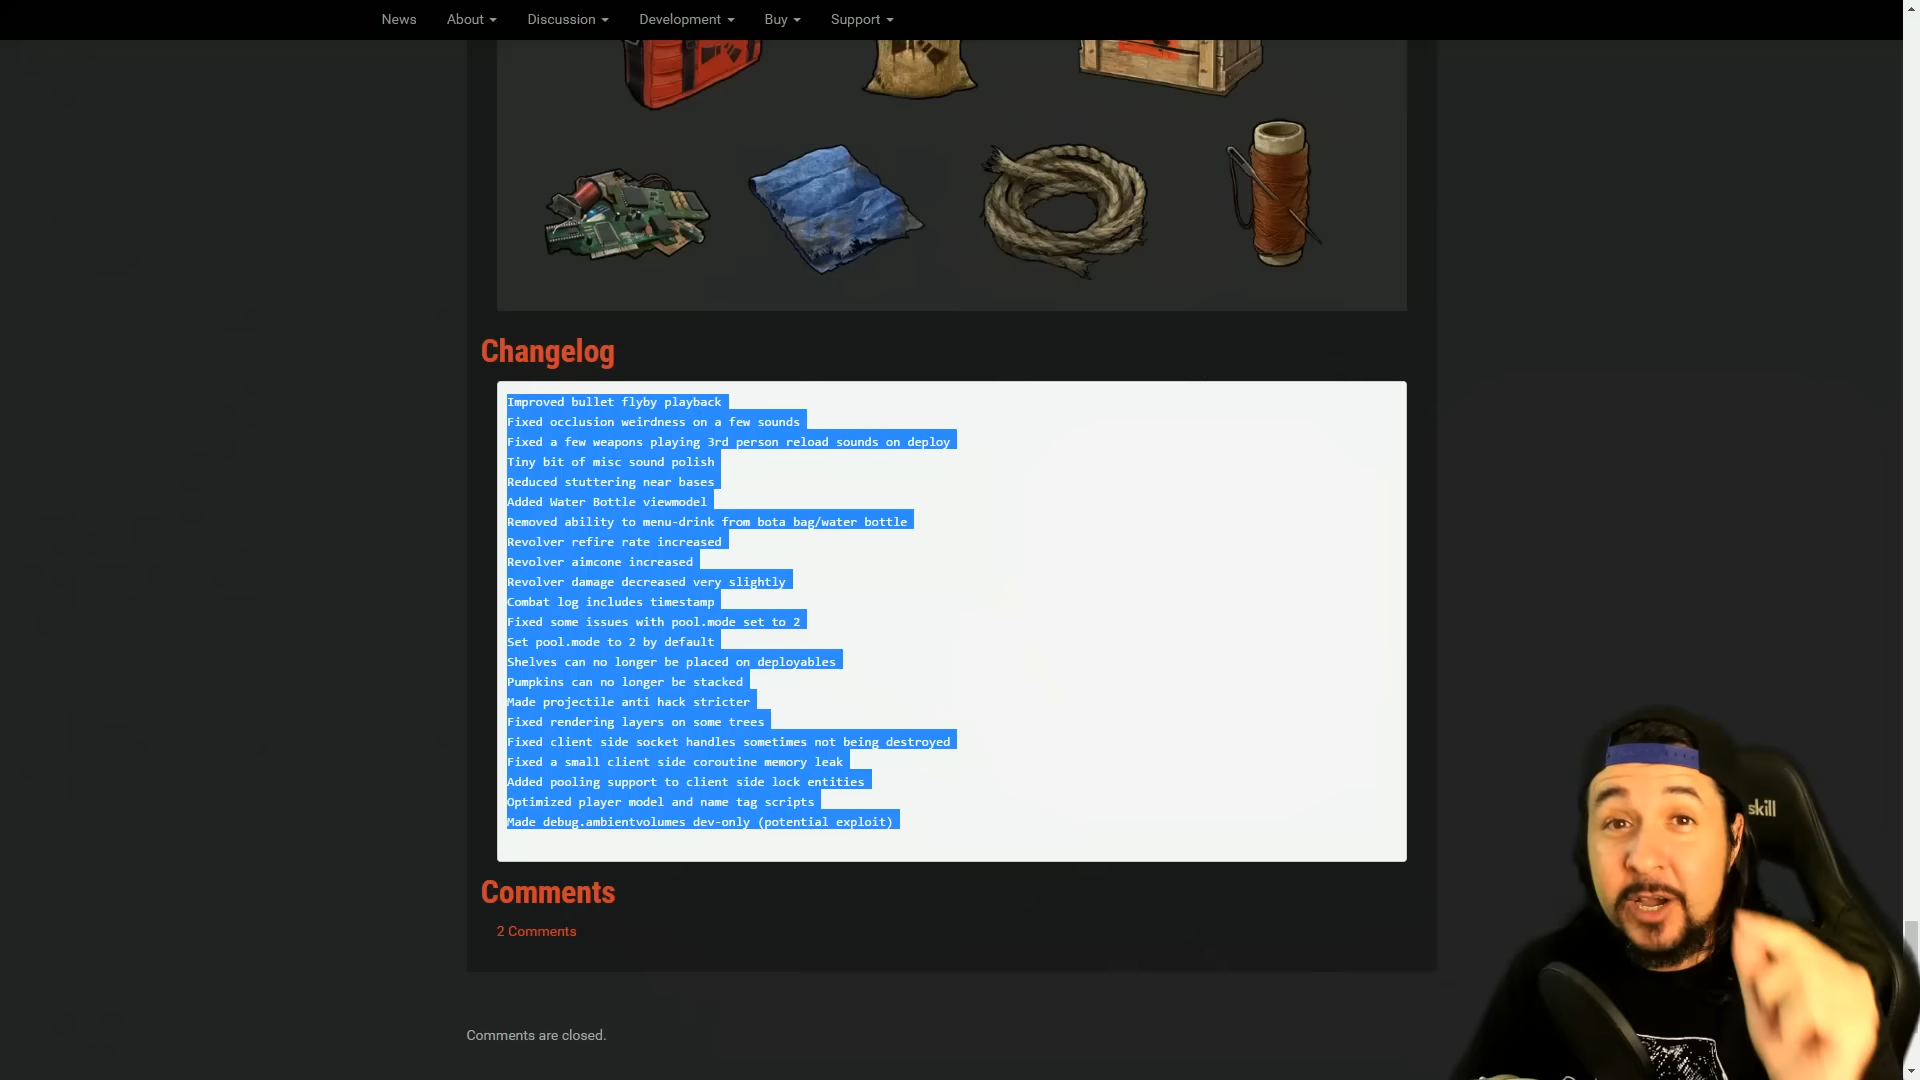 News
About
Discussion
Development
Buy
Support
Changelog
Improved bullet flyby playback
Fixed occlusion weirdness on a few sounds
Fixed a few weapons playing 3rd person reload sounds on deploy
Tiny bit of misc sound polish
Reduced stuttering near bases
Added Water Bottle viewmodel
Removed ability to menu-drink from bota bag/water bottle
Revolver refire rate increased
Revolver aimcone increased
Revolver damage decreased very slightly
Combat log includes timestamp
Fixed some issues with pool.mode set to 2
Set pool.mode to 2 by default
Shelves can no longer be placed on deployables
Pumpkins can no longer be stacked
Made projectile anti hack stricter
Fixed rendering layers on some trees
Fixed client side socket handles sometimes not being destroyed
Fixed a small client side coroutine memory leak
Added pooling support to client side lock entities
Optimized player model and name tag scripts
Made debug.ambientvolumes dev-only (potential exploit)
skill
Comments
2 Comments
Comments are closed.